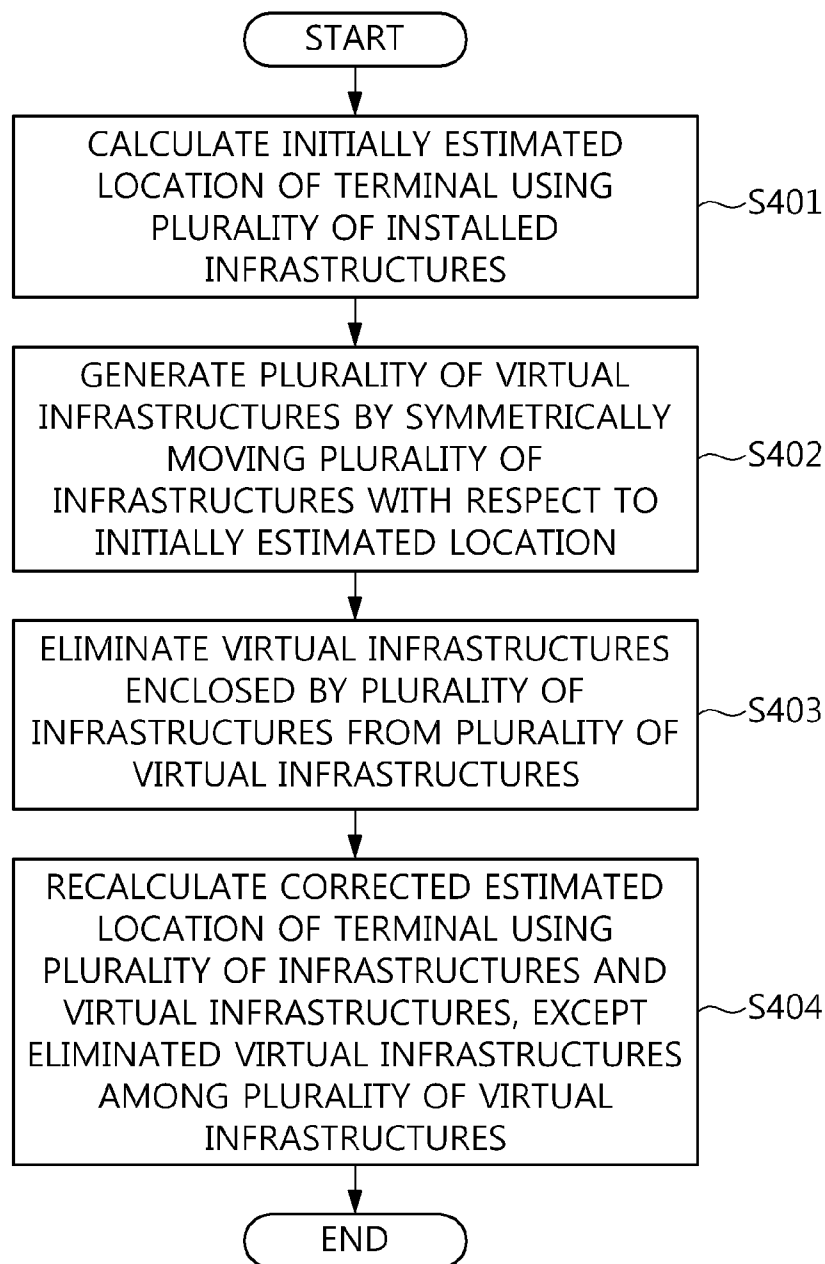 START
CALCULATE INITIALLY ESTIMATED
LOCATION OF TERMINAL USING
PLURALITY OF INSTALLED
INFRASTRUCTURES
S401
GENERATE PLURALITY OF VIRTUAL
INFRASTRUCTURES BY SYMMETRICALLY
MOVING PLURALITY OF
INFRASTRUCTURES WITH RESPECT TO
INITIALLY ESTIMATED LOCATION
S402
ELIMINATE VIRTUAL INFRASTRUCTURES
ENCLOSED BY PLURALITY OF
INFRASTRUCTURES FROM PLURALITY OF
VIRTUAL INFRASTRUCTURES
S403
RECALCULATE CORRECTED ESTIMATED
LOCATION OF TERMINAL USING
PLURALITY OF INFRASTRUCTURES AND
VIRTUAL INFRASTRUCTURES, EXCEPT
ELIMINATED VIRTUAL INFRASTRUCTURES
AMONG PLURALITY OF VIRTUAL
INFRASTRUCTURES
S404
END